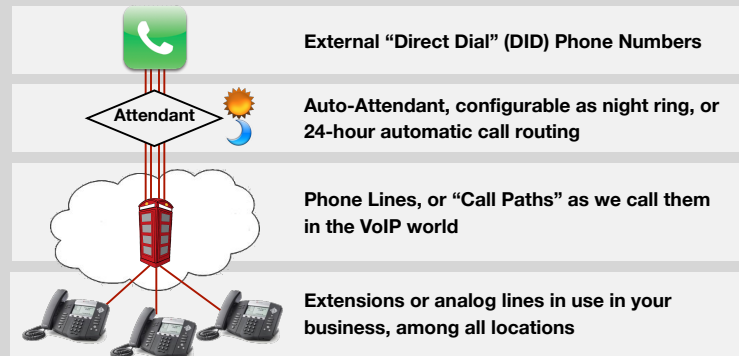 External “Direct Dial” (DID) Phone Numbers
Attendant
Auto-Attendant, configurable as night ring, or
24-hour automatic call routing
Phone Lines, or “Call Paths” as we call them
in the VoIP world
Extensions or analog lines in use in your
business, among all locations